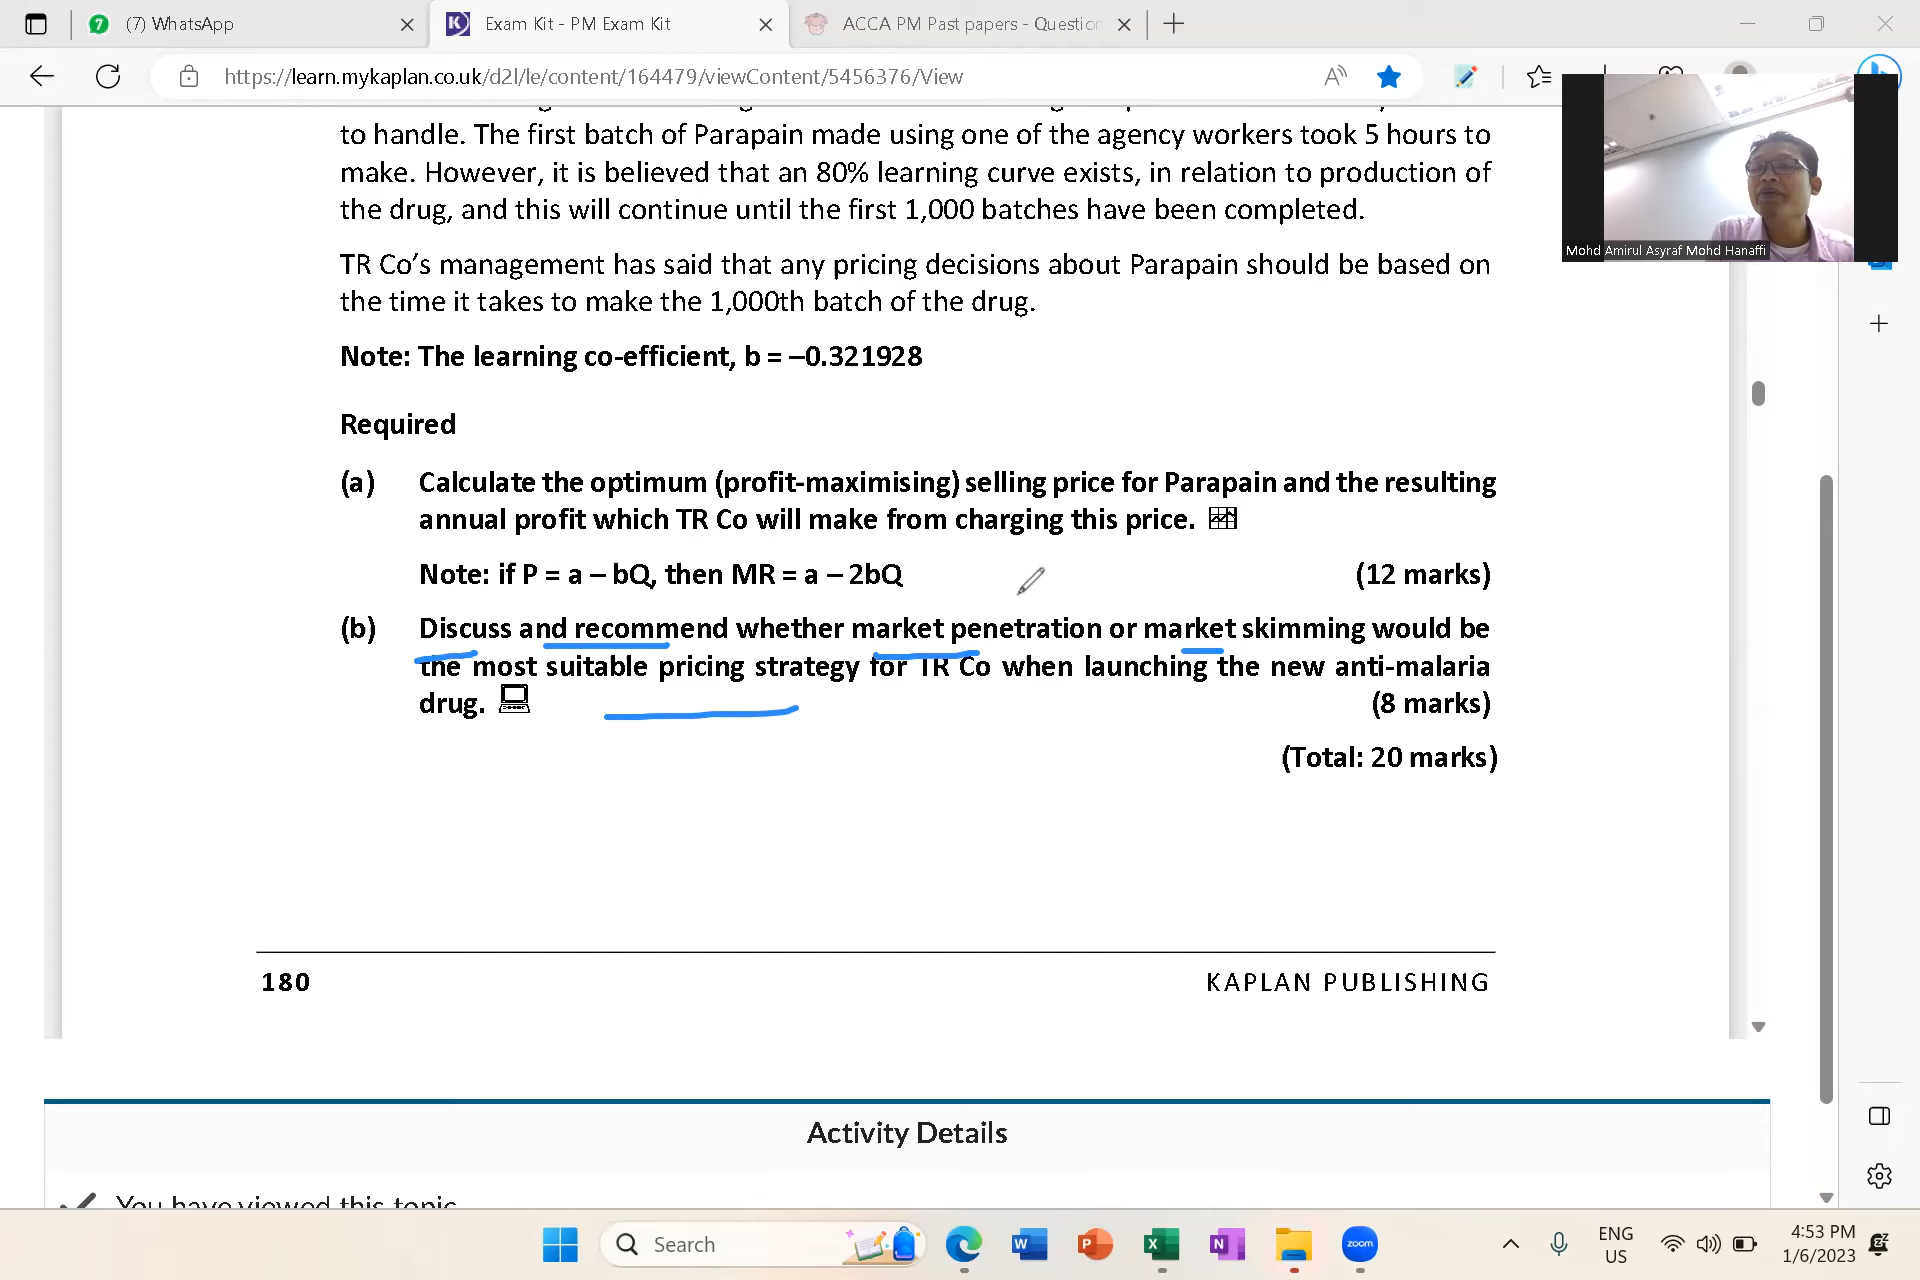 (7) WhatsApp
Exam Kit - PM Exam Kit
ACCA PM Past papers - Question
https://learn.mykaplan.co.uk/d2l/le/content/164479/viewContent/5456376/View
to handle. The first batch of Parapain made using one of the agency workers took 5 hours to
make. However, it is believed that an 80% learning curve exists, in relation to production of
the drug, and this will continue until the first 1,000 batches have been completed.
Mohd Amirul Asyraf Mohd Hanaffi
TR Co's management has said that any pricing decisions about Parapain should be based on
the time it takes to make the 1,000th batch of the drug.
Note: The learning co-efficient, b = –0.321928
Required
(a) Calculate the optimum (profit-maximising) selling price for Parapain and the resulting
annual profit which TR Co will make from charging this price.
Note: if P = a – bQ, then MR = a – 2bQ (12 marks)
(b) Discuss and recommend whether market penetration or market skimming would be
the most suitable pricing strategy for TR Co when launching the new anti-malaria
drug. (8 marks)
(Total: 20 marks)
180 KAPLAN PUBLISHING
Activity Details
You have viewed this topic
Search
zoom
ENG
US
4:53 PM
1/6/2023